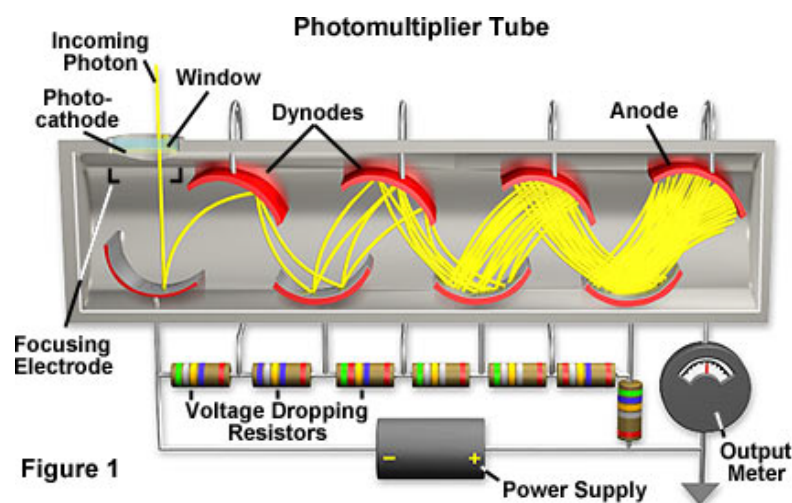 Photomultiplier Tube
Incoming
Photon
Window
Photo-
cathode
Dynodes
Anode
Focusing
Electrode
Voltage Dropping
Resistors
Output
Meter
Power Supply
Figure 1